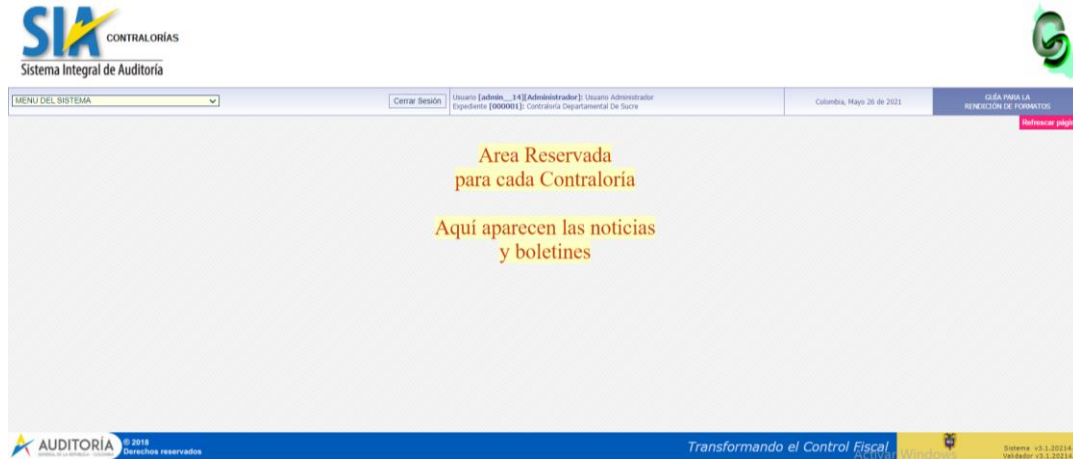 SIA CONTRALORÍAS
Sistema Integral de Auditoría
MENU DEL SISTEMA
Cerrar Sesión
Usuario [admin__14][Administrador]: Usuario Administrador
Expediente [000001]: Contraloria Departamental De Sucre
Colombia, Mayo 26 de 2021
GUÍA PARA LA
RENDICIÓN DE FORMATOS
Refrescar págin
Area Reservada
para cada Contraloría
Aquí aparecen las noticias
y boletines
AUDITORÍA
© 2018
Derechos reservados
Transformando el Control Fiscal
Activar Windows
Sistema v3.1.20214
Validador v3.1.20214